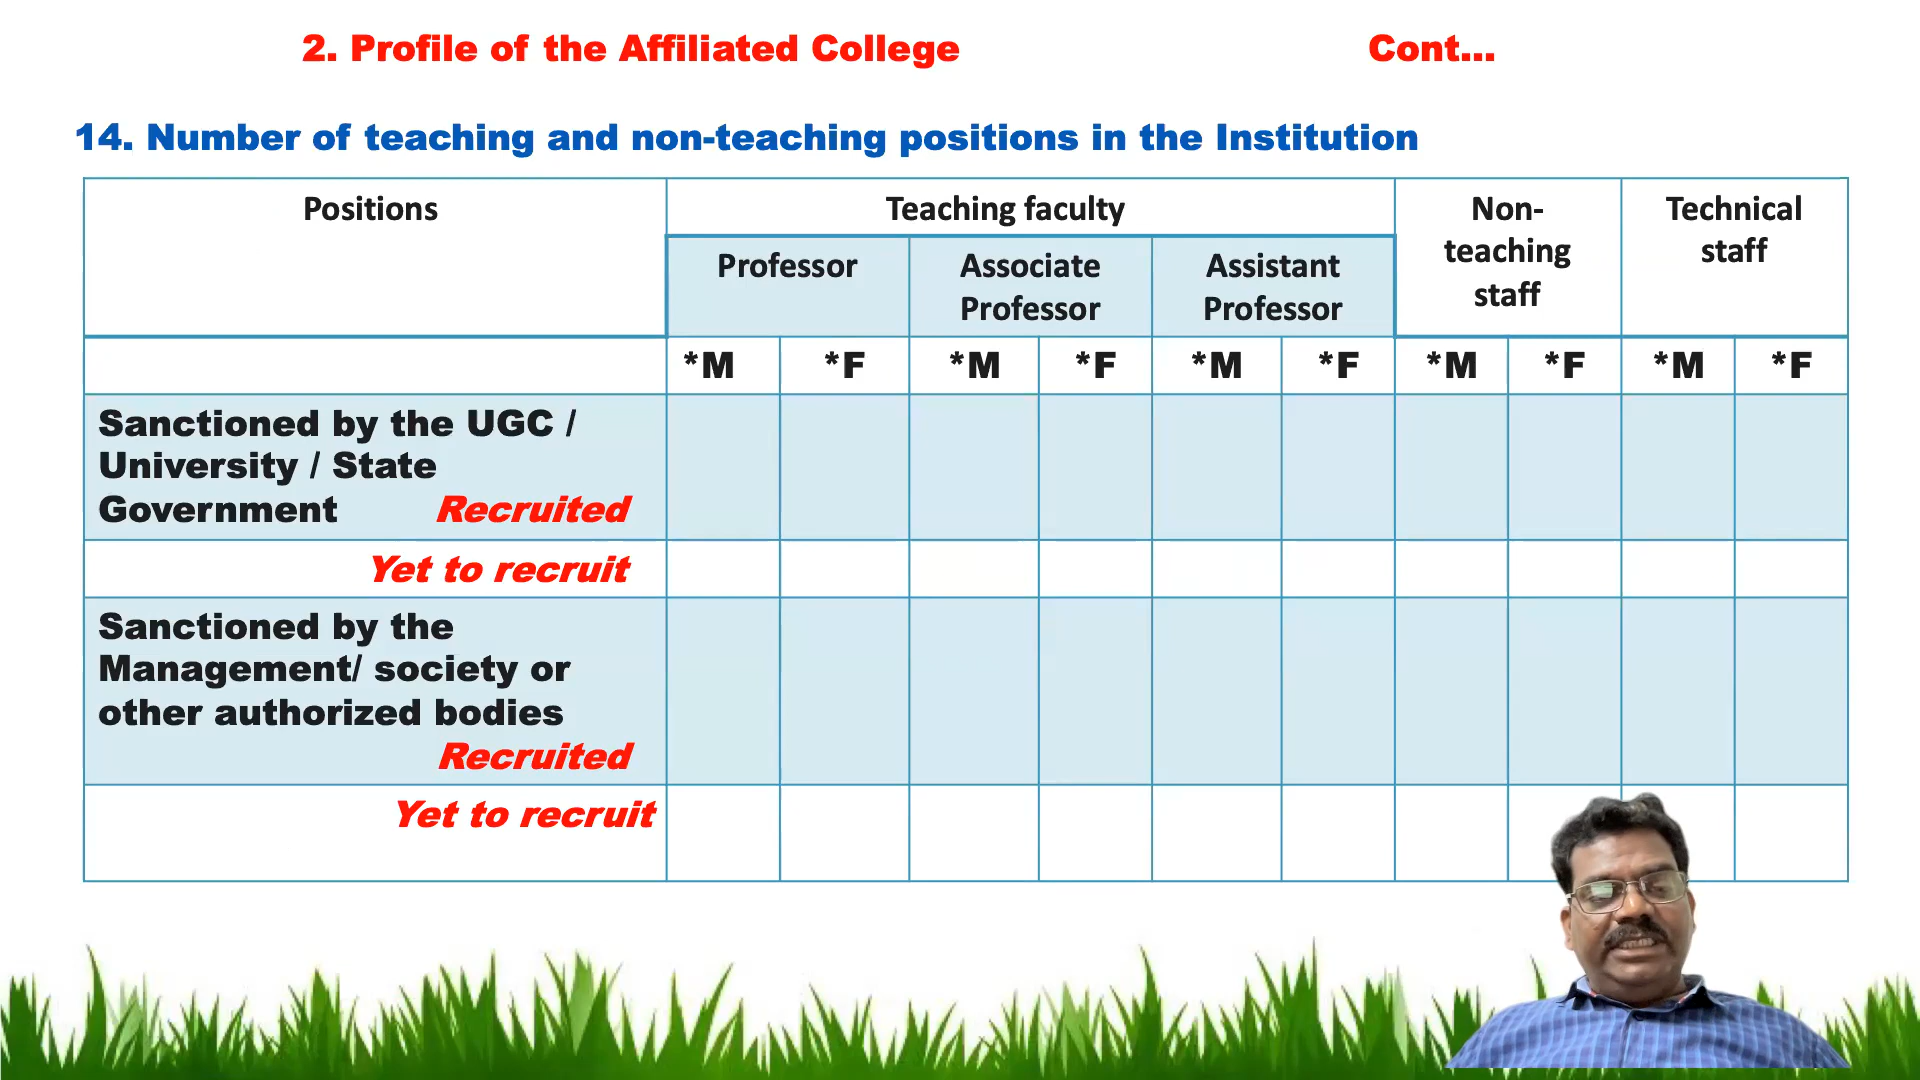 2. Profile of the Affiliated College Cont...
14. Number of teaching and non-teaching positions in the Institution
Positions
Teaching faculty
Non-
teaching
staff
Technical
staff
Professor
Associate
Professor
Assistant
Professor
*M *F *M *F *M *F *M *F *M *F
Sanctioned by the UGC /
University / State
Government Recruited
Yet to recruit
Sanctioned by the
Management/ society or
other authorized bodies
Recruited
Yet to recruit